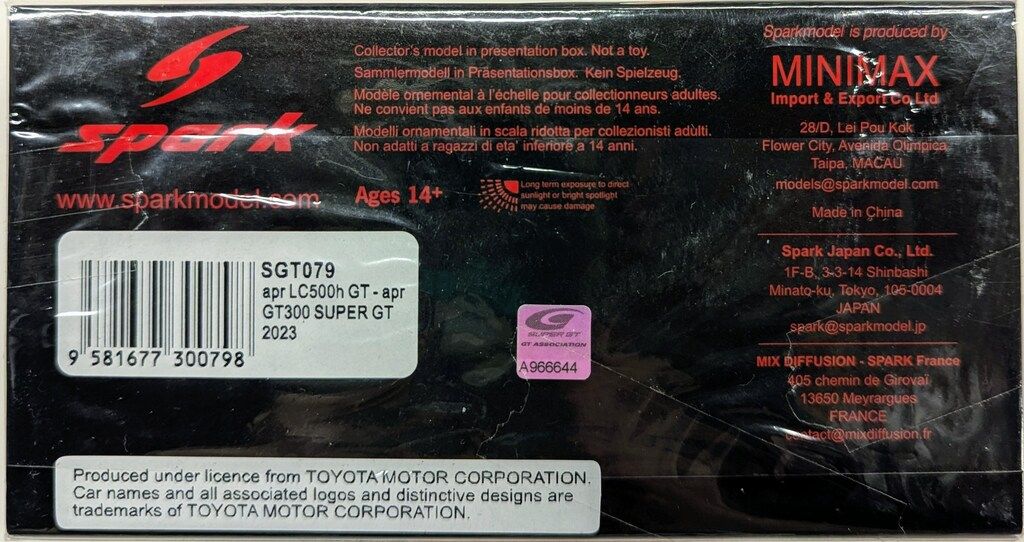 spark
www.sparkmodel.com
Collector's model in presentation box. Not a toy.
Sammlermodell in Präsentationsbox. Kein Spielzeug.
Modèle ornemental à l'échelle pour collectionneurs adultes.
Ne convient pas aux enfants de moins de 14 ans.
Modelli ornamentali in scala ridotta per collezionisti adulti.
Non adatti a ragazzi di eta' inferiore a 14 anni.
Ages 14+
Long term exposure to direct
sunlight or bright spotlight
may cause damage
SGT079
apr LC500h GT - apr
GT300 SUPER GT
2023
9 581677 300798
SUPER GT
GT ASSOCIATION
A966644
Produced under licence from TOYOTA MOTOR CORPORATION.
Car names and all associated logos and distinctive designs are
trademarks of TOYOTA MOTOR CORPORATION.
Sparkmodel is produced by
MINIMAX
Import & Export Co Ltd
28/D, Lei Pou Kok
Flower City, Avenida Olimpica
Taipa, MACAU
models@sparkmodel.com
Made in China
Spark Japan Co., Ltd.
1F-B, 3-3-14 Shinbashi
Minato-ku, Tokyo, 105-0004
JAPAN
spark@sparkmodel.jp
MIX DIFFUSION - SPARK France
405 chemin de Girovai
13650 Meyrargues
FRANCE
contact@mixdiffusion.fr